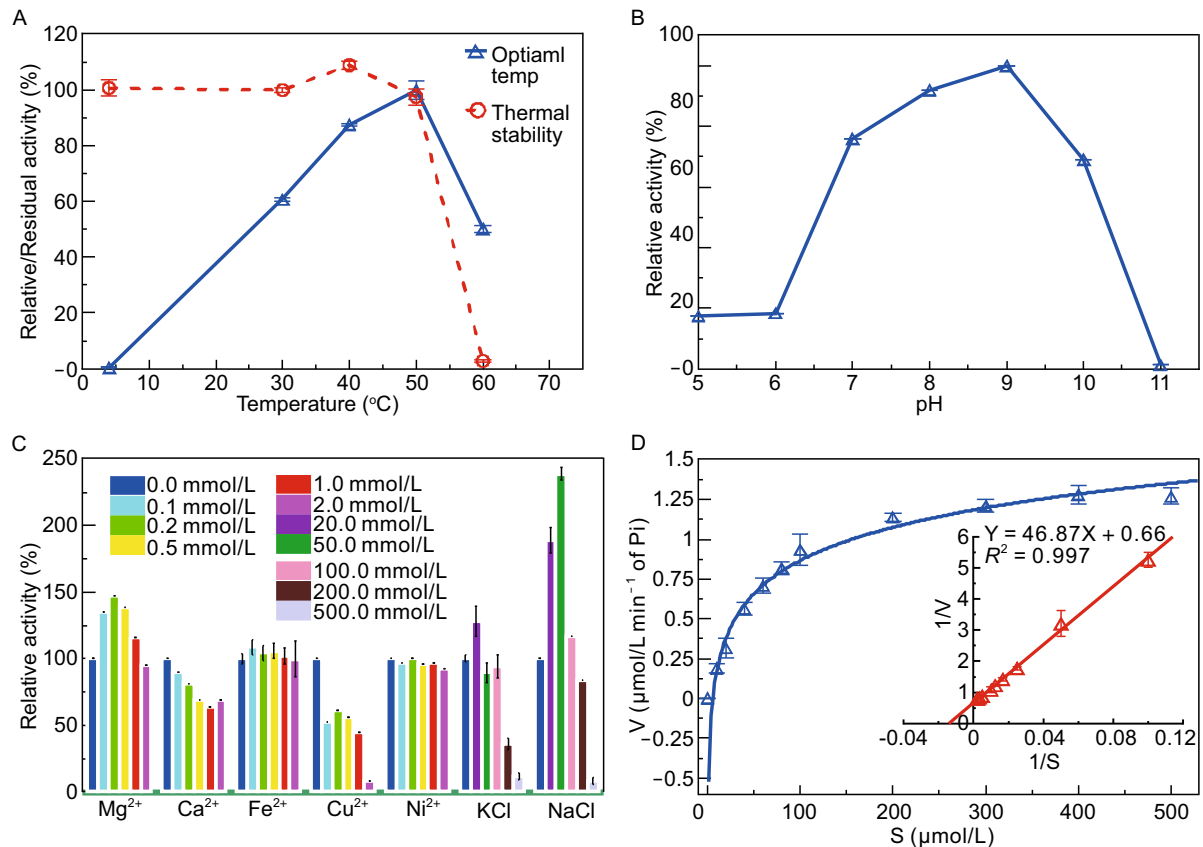 A
Relative/Residual activity (%)
120
100
80
60
40
20
−0
Optiaml
temp
Thermal
stability
0 10 20 30 40 50 60 70
Temperature (°C)
B
Relative activity (%)
100
80
60
40
20
−0
5 6 7 8 9 10 11
pH
C
Relative activity (%)
250
200
150
100
50
0
0.0 mmol/L
0.1 mmol/L
0.2 mmol/L
0.5 mmol/L
1.0 mmol/L
2.0 mmol/L
20.0 mmol/L
50.0 mmol/L
100.0 mmol/L
200.0 mmol/L
500.0 mmol/L
Mg²⁺ Ca²⁺ Fe²⁺ Cu²⁺ Ni²⁺ KCl NaCl
D
V (μmol/L min⁻¹ of Pi)
1.5
1.25
1
0.75
0.5
0.25
0
−0.25
−0.5
0 100 200 300 400 500
S (μmol/L)
Y = 46.87X + 0.66
R² = 0.997
1/V
6
5
4
3
2
1
0
-0.04 0 0.04 0.08 0.12
1/S